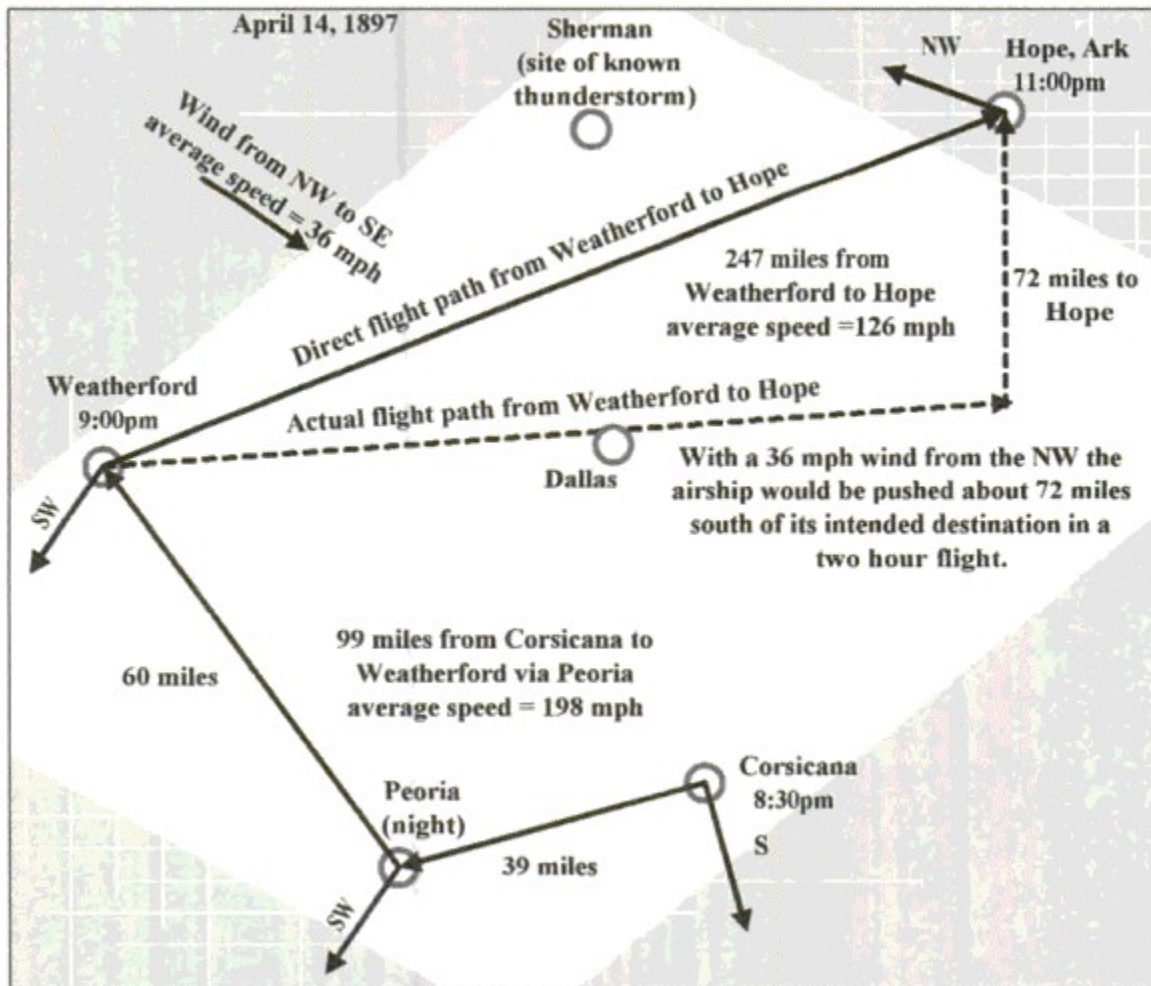 April 14, 1897
Sherman
(site of known
thunderstorm)
NW
Hope, Ark
11:00pm
Wind from NW to SE
average speed = 36 mph
Direct flight path from Weatherford to Hope
247 miles from
Weatherford to Hope
average speed =126 mph
72 miles to
Hope
Weatherford
9:00pm
Actual flight path from Weatherford to Hope
Dallas
With a 36 mph wind from the NW the
airship would be pushed about 72 miles
south of its intended destination in a
two hour flight.
SW
60 miles
99 miles from Corsicana to
Weatherford via Peoria
average speed = 198 mph
Corsicana
8:30pm
Peoria
(night)
39 miles
S
SW